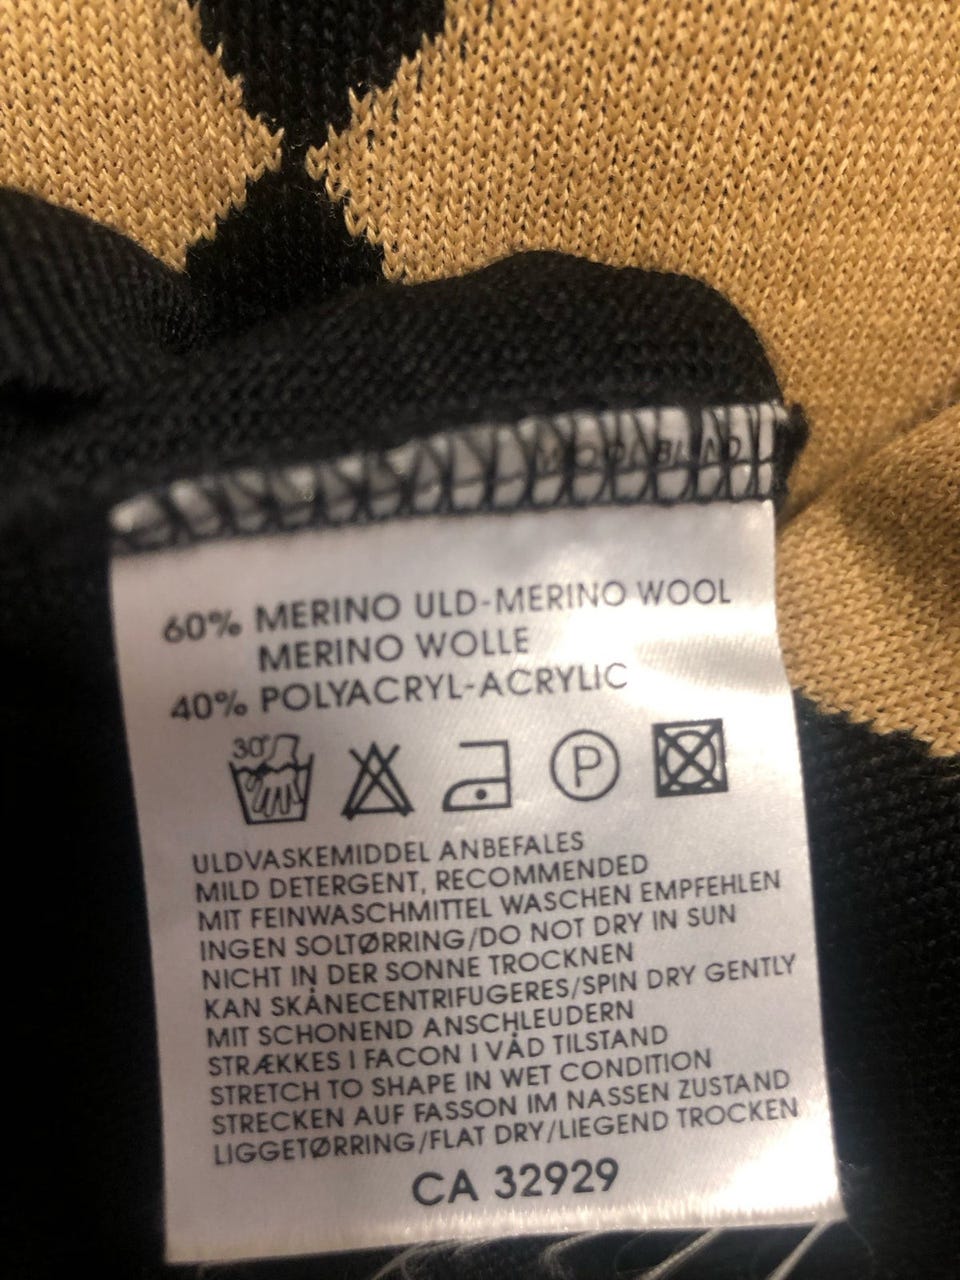 WOOL BLEND
60% MERINO ULD-MERINO WOOL
MERINO WOLLE
40% POLYACRYL-ACRYLIC
30° P
ULDVASKEMIDDEL ANBEFALES
MILD DETERGENT, RECOMMENDED
MIT FEINWASCHMITTEL WASCHEN EMPFEHLEN
INGEN SOLTØRRING/DO NOT DRY IN SUN
NICHT IN DER SONNE TROCKNEN
KAN SKÅNECENTRIFUGERES/SPIN DRY GENTLY
MIT SCHONEND ANSCHLEUDERN
STRÆKKES I FACON I VÅD TILSTAND
STRETCH TO SHAPE IN WET CONDITION
STRECKEN AUF FASSON IM NASSEN ZUSTAND
LIGGETØRRING/FLAT DRY/LIEGEND TROCKEN
CA 32929